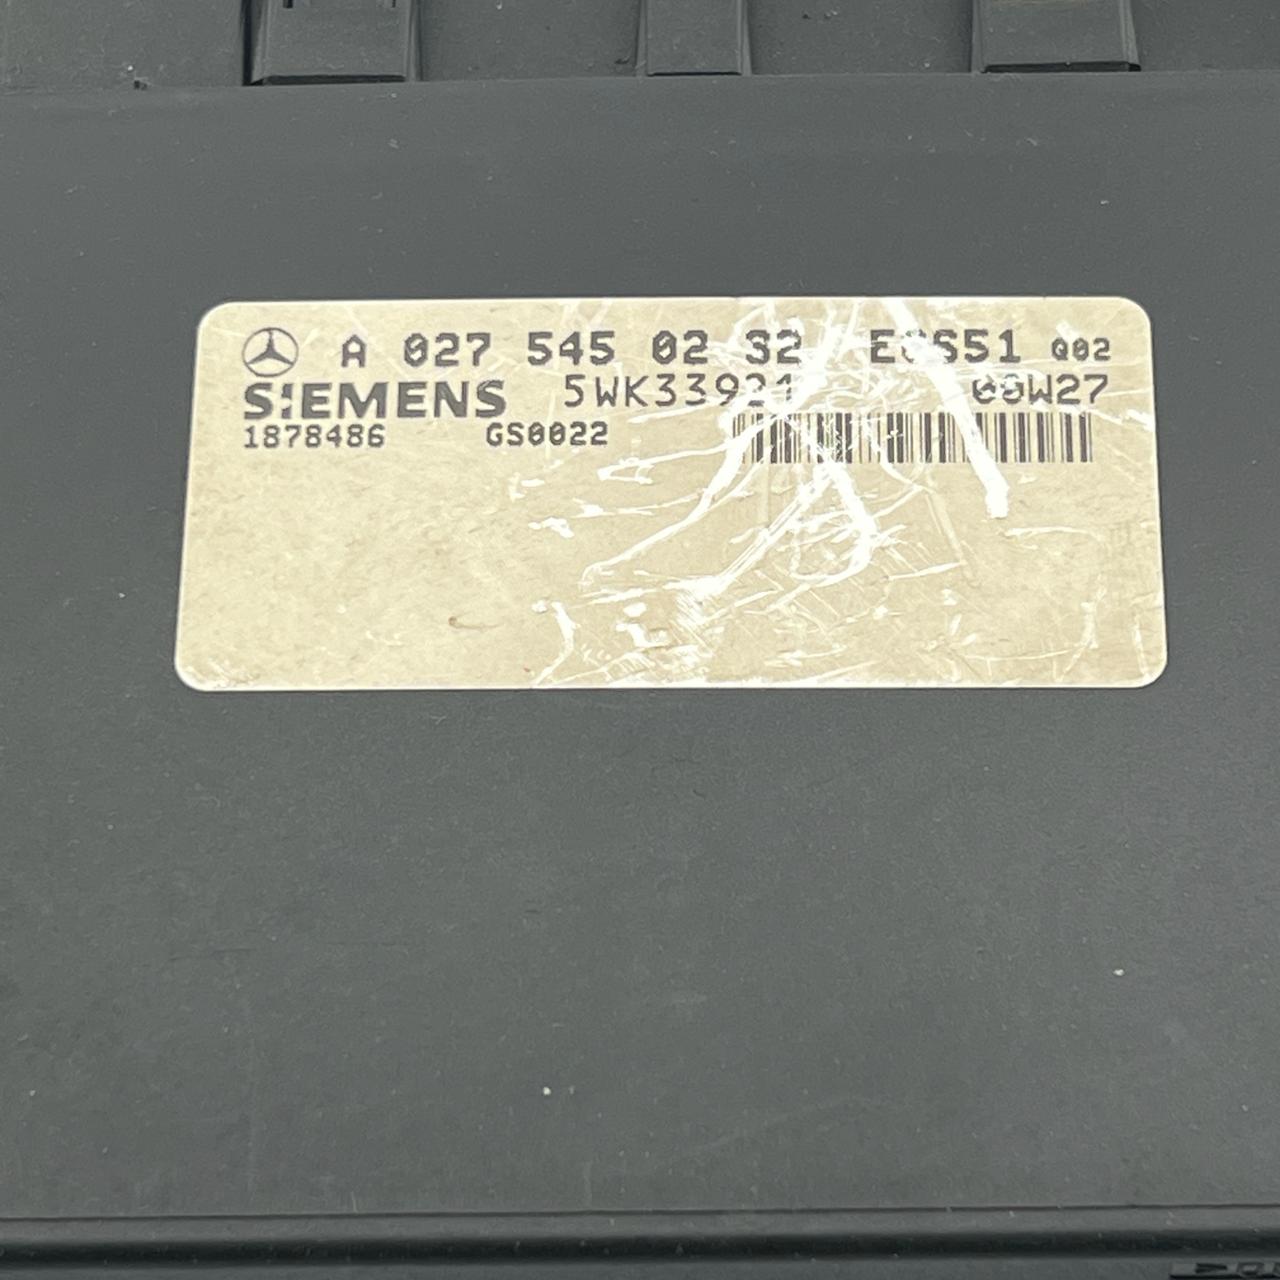 A 027 545 02 32 EGS51 Q02
SIEMENS 5WK33921 00W27
1878486 GS0022